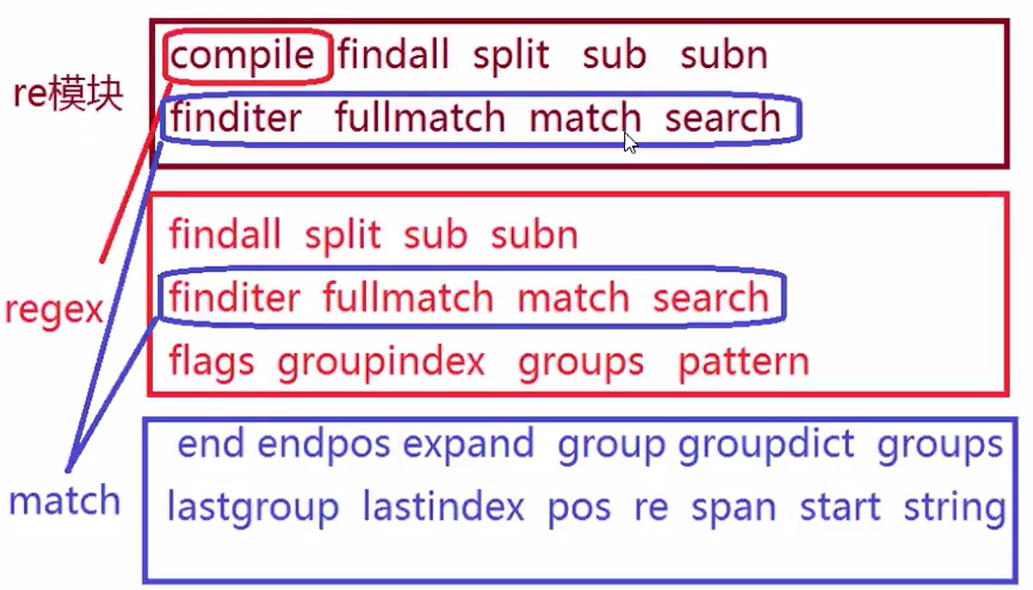 compile findall split sub subn
re模块
finditer fullmatch match search
findall split sub subn
regex
finditer fullmatch match search
flags groupindex groups pattern
end endpos expand group groupdict groups
match
lastgroup lastindex pos re span start string